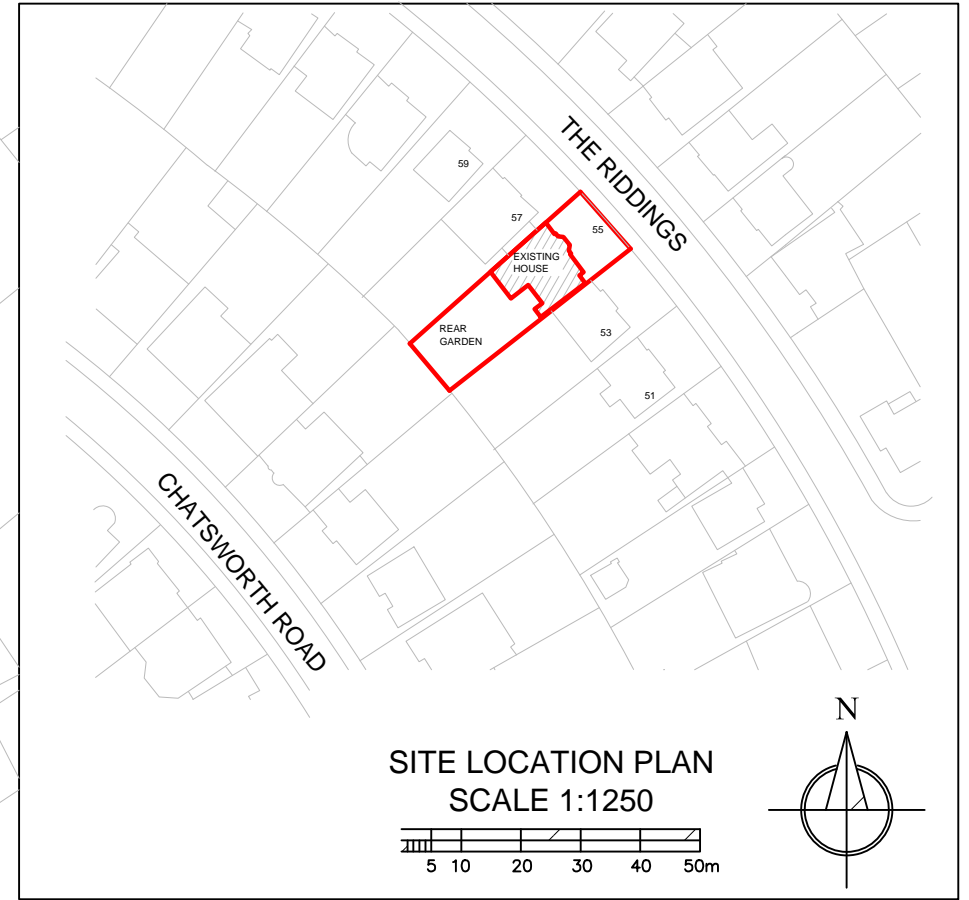 THE RIDDINGS
59
57
55
EXISTING
HOUSE
REAR
GARDEN
53
51
CHATSWORTH ROAD
N
SITE LOCATION PLAN
SCALE 1:1250
5 10 20 30 40 50m